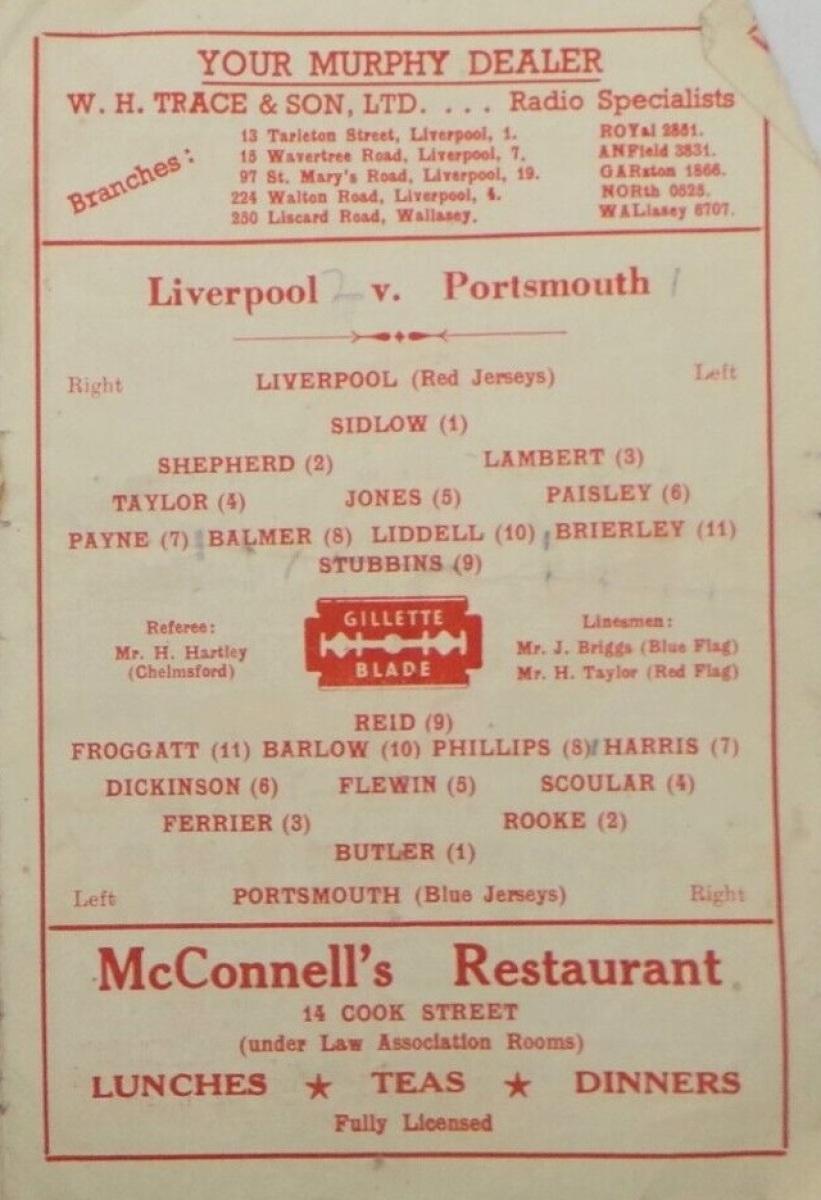 YOUR MURPHY DEALER
W. H. TRACE & SON, LTD. . . . . Radio Specialists
Branches:
13 Tarleton Street, Liverpool, 1. ROYal 2851.
15 Wavertree Road, Liverpool, 7. ANField 3831.
97 St. Mary's Road, Liverpool, 19. GARston 1866.
224 Walton Road, Liverpool, 4. NORth 0525.
250 Liscard Road, Wallasey. WALlasey 6707.
Liverpool 2 v. Portsmouth 1
Right LIVERPOOL (Red Jerseys) Left
SIDLOW (1)
SHEPHERD (2) LAMBERT (3)
TAYLOR (4) JONES (5) PAISLEY (6)
PAYNE (7) BALMER (8) LIDDELL (10) BRIERLEY (11)
STUBBINS (9)
Referee:
Mr. H. Hartley
(Chelmsford)
GILLETTE
BLADE
Linesmen:
Mr. J. Briggs (Blue Flag)
Mr. H. Taylor (Red Flag)
REID (9)
FROGGATT (11) BARLOW (10) PHILLIPS (8) HARRIS (7)
DICKINSON (6) FLEWIN (5) SCOULAR (4)
FERRIER (3) ROOKE (2)
BUTLER (1)
Left PORTSMOUTH (Blue Jerseys) Right
McConnell's Restaurant
14 COOK STREET
(under Law Association Rooms)
LUNCHES ★ TEAS ★ DINNERS
Fully Licensed